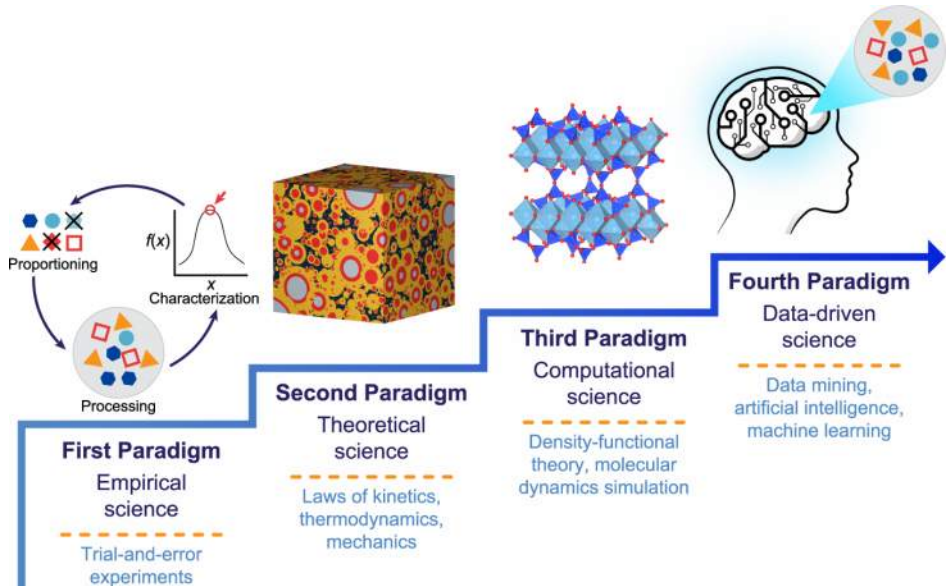 Proportioning
f(x)
x
Characterization
Processing
First Paradigm
Empirical
science
Trial-and-error
experiments
Second Paradigm
Theoretical
science
Laws of kinetics,
thermodynamics,
mechanics
Third Paradigm
Computational
science
Density-functional
theory, molecular
dynamics simulation
Fourth Paradigm
Data-driven
science
Data mining,
artificial intelligence,
machine learning